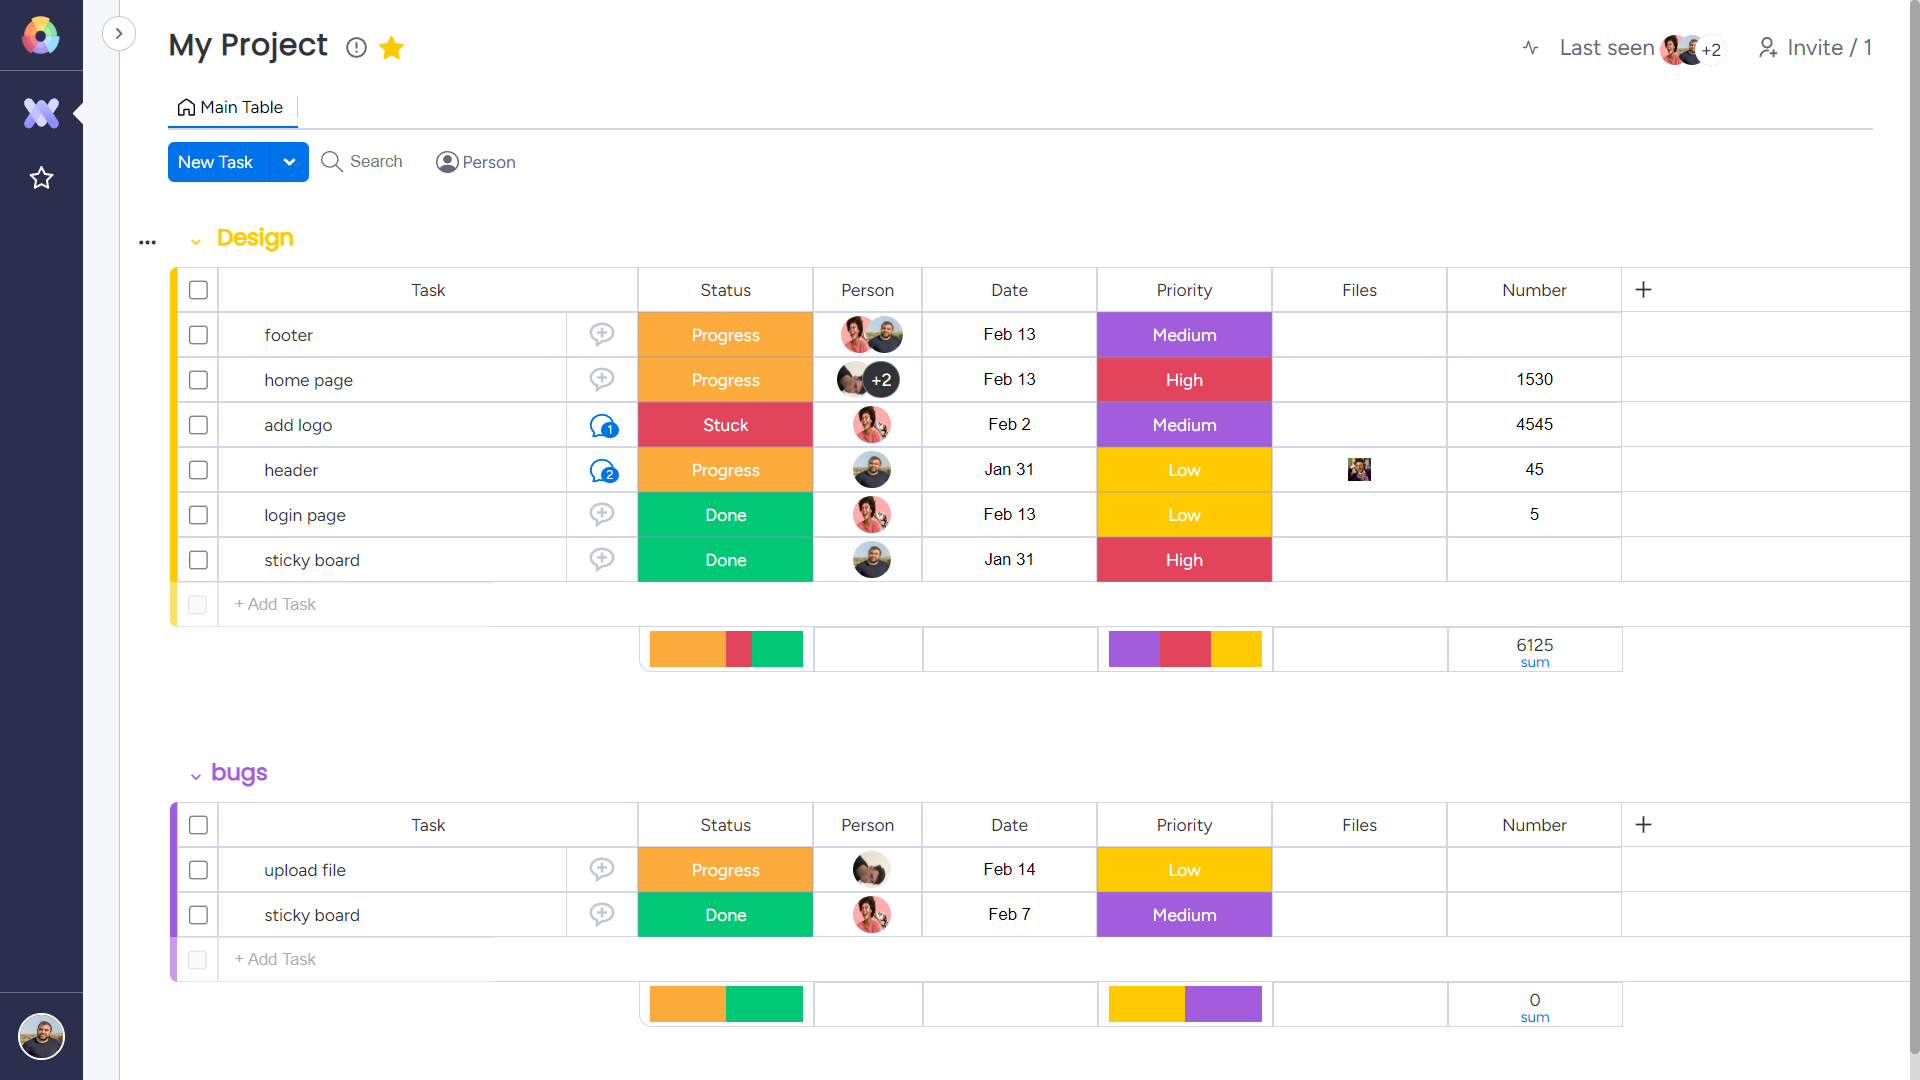 My Project
Last seen +2 Invite / 1
Main Table
New Task Search Person
Design
Task Status Person Date Priority Files Number
footer Progress Feb 13 Medium
home page Progress +2 Feb 13 High 1530
add logo 1 Stuck Feb 2 Medium 4545
header 2 Progress Jan 31 Low 45
login page Done Feb 13 Low 5
sticky board Done Jan 31 High
+ Add Task
6125
sum
bugs
Task Status Person Date Priority Files Number
upload file Progress Feb 14 Low
sticky board Done Feb 7 Medium
+ Add Task
0
sum